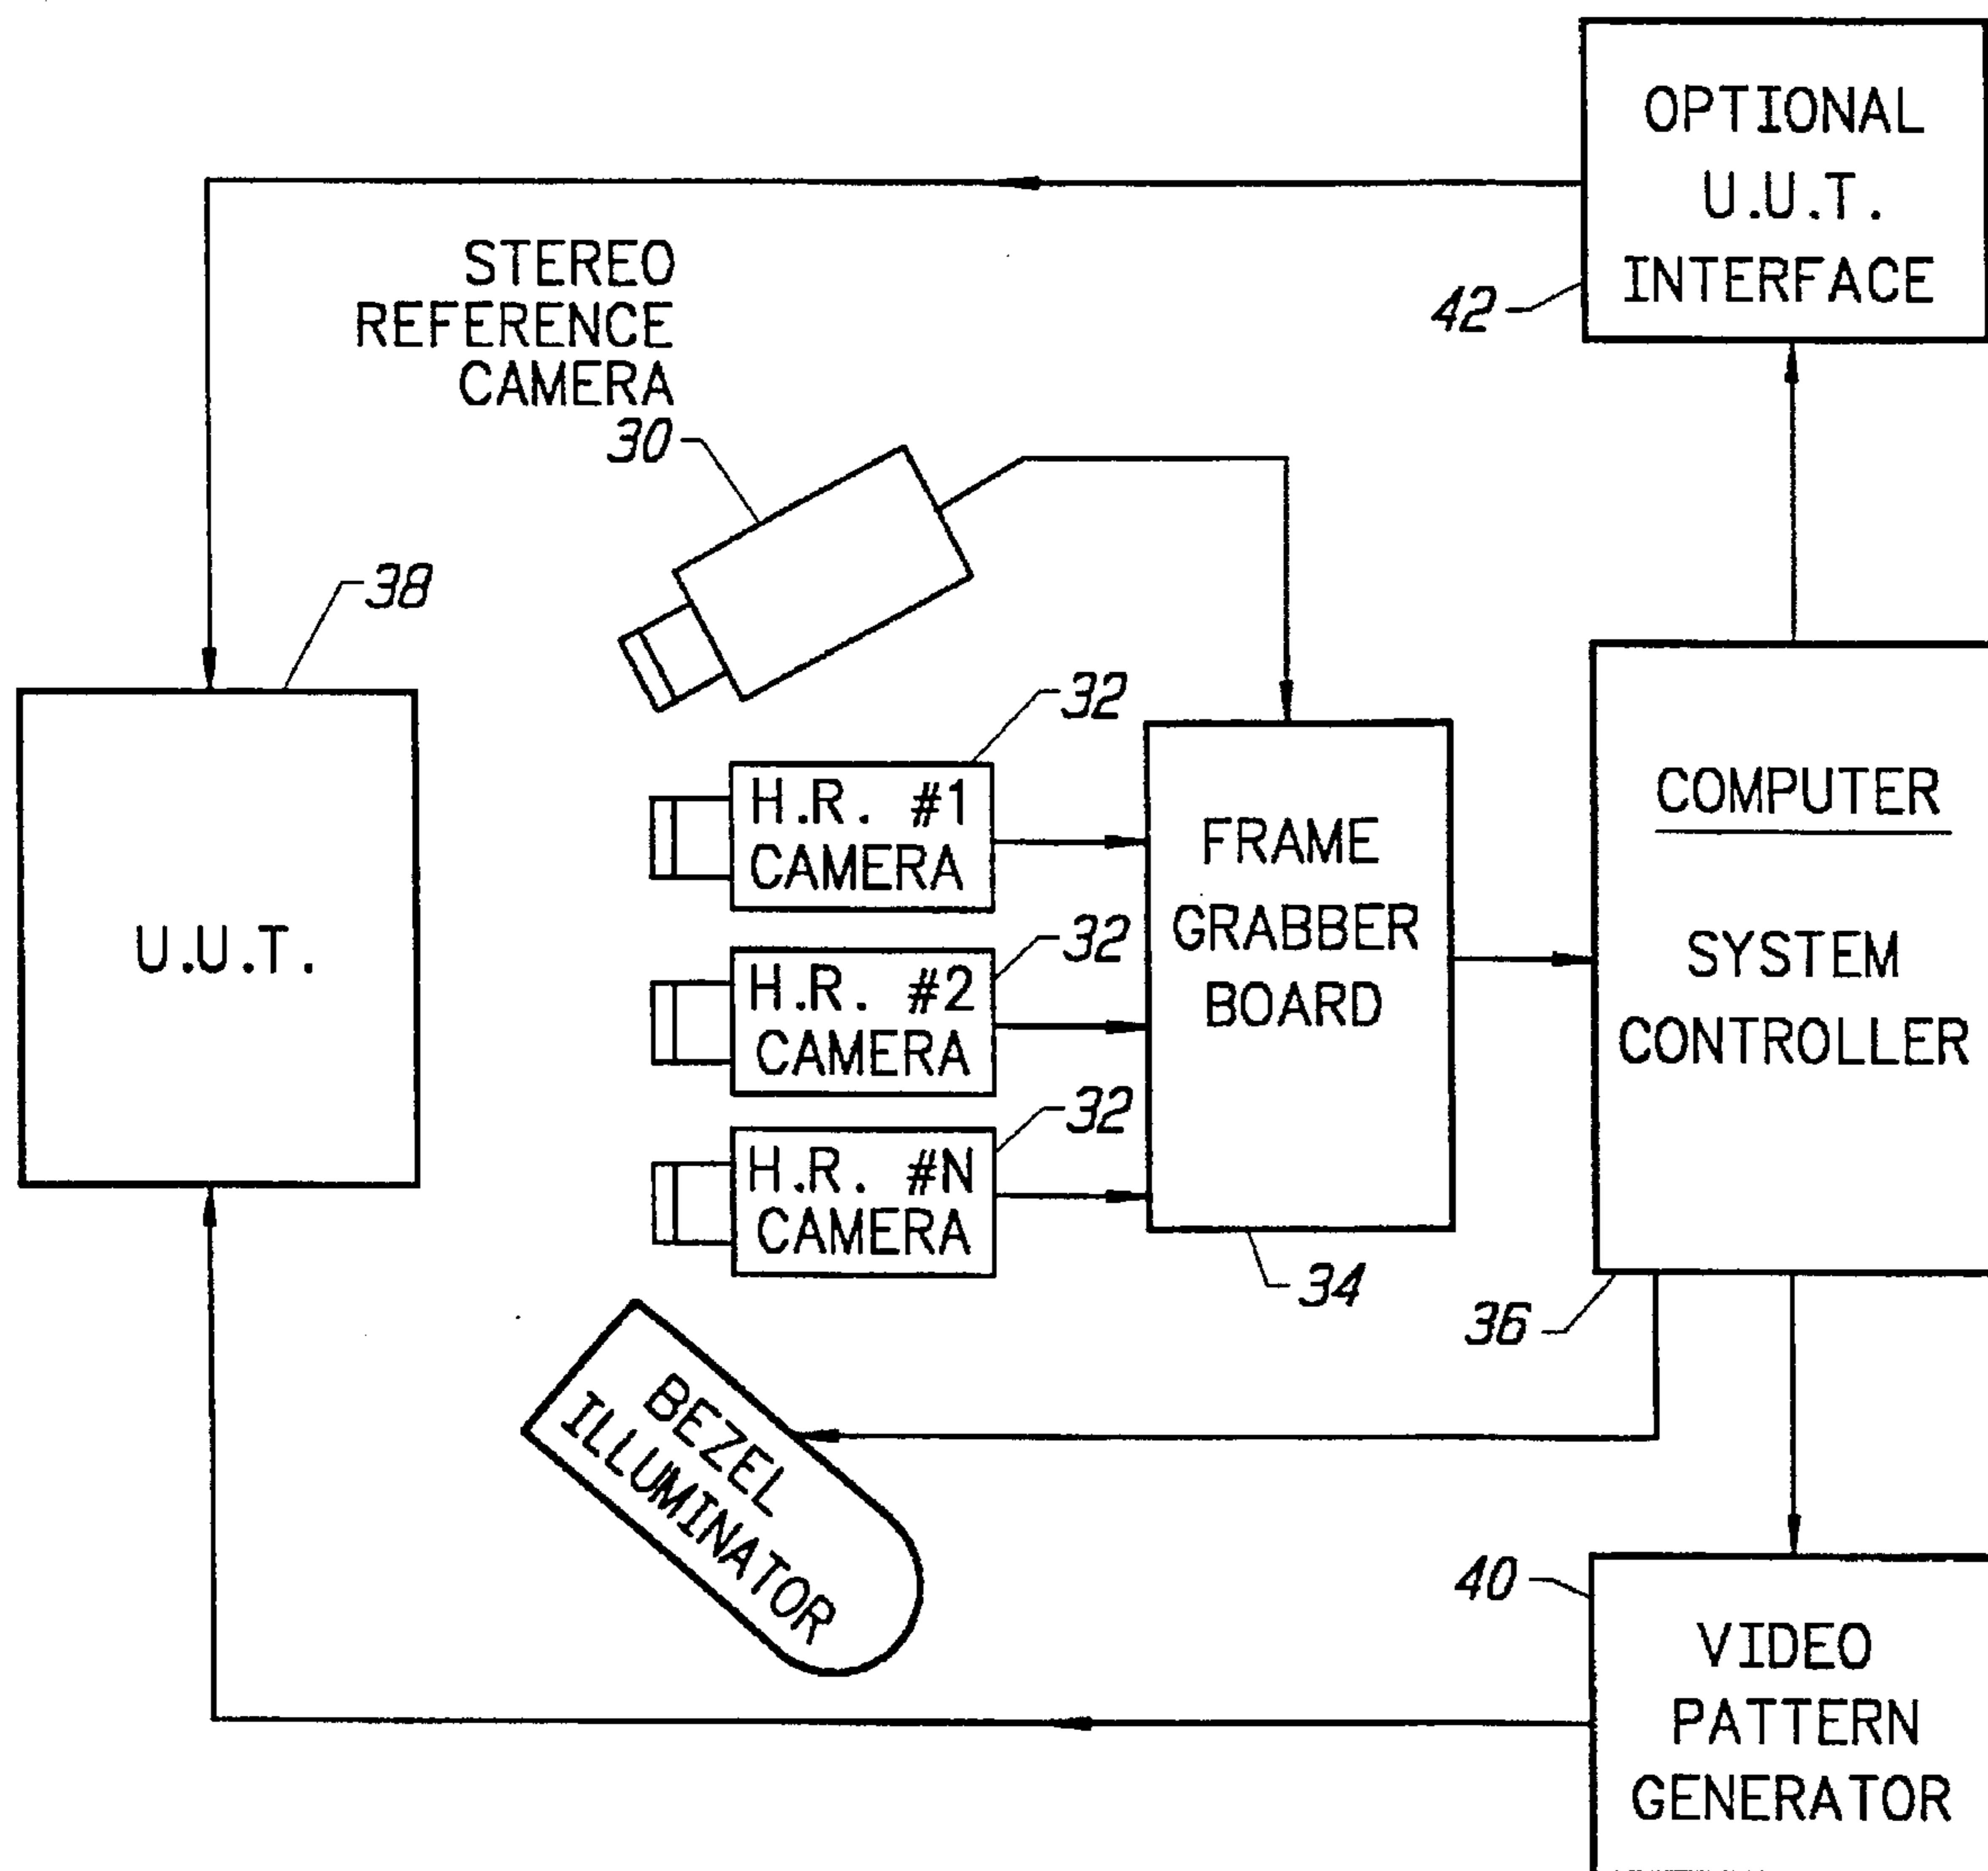 OPTIONAL
U.U.T.
INTERFACE
42
STEREO
REFERENCE
CAMERA
30
38
U.U.T.
32
H.R. #1
CAMERA
32
H.R. #2
CAMERA
32
H.R. #N
CAMERA
FRAME
GRABBER
BOARD
34
COMPUTER
SYSTEM
CONTROLLER
36
BEZEL
ILLUMINATOR
40
VIDEO
PATTERN
GENERATOR